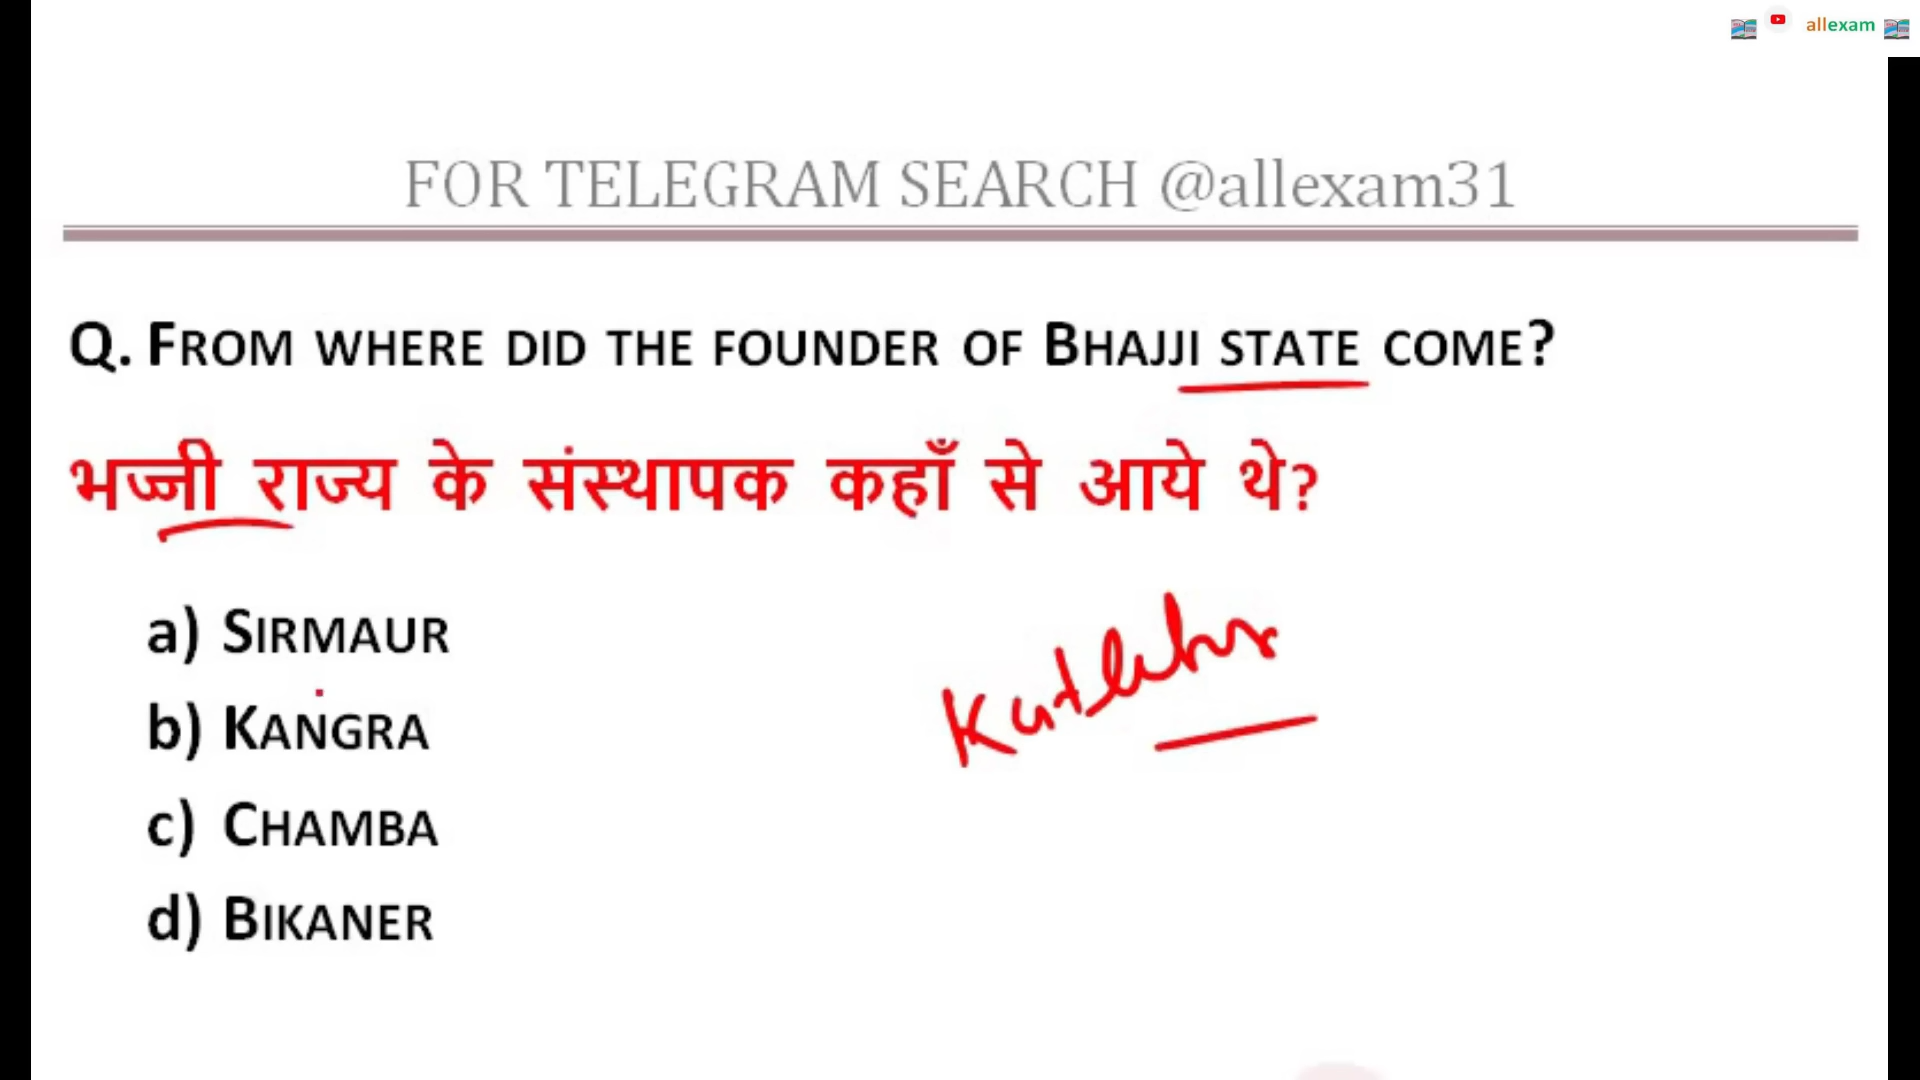 allexam
FOR TELEGRAM SEARCH @allexam31
Q. FROM WHERE DID THE FOUNDER OF BHAJJI STATE COME?
भज्जी राज्य के संस्थापक कहाँ से आये थे?
a) SIRMAUR
b) KANGRA
c) CHAMBA
d) BIKANER